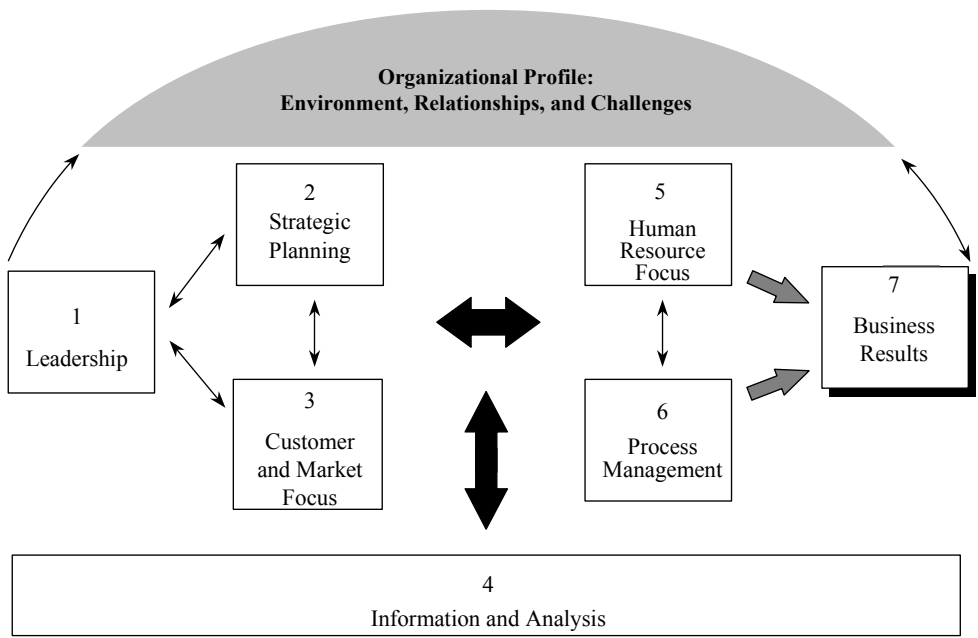 Organizational Profile:
Environment, Relationships, and Challenges
1
Leadership
2
Strategic
Planning
3
Customer
and Market
Focus
5
Human
Resource
Focus
6
Process
Management
7
Business
Results
4
Information and Analysis